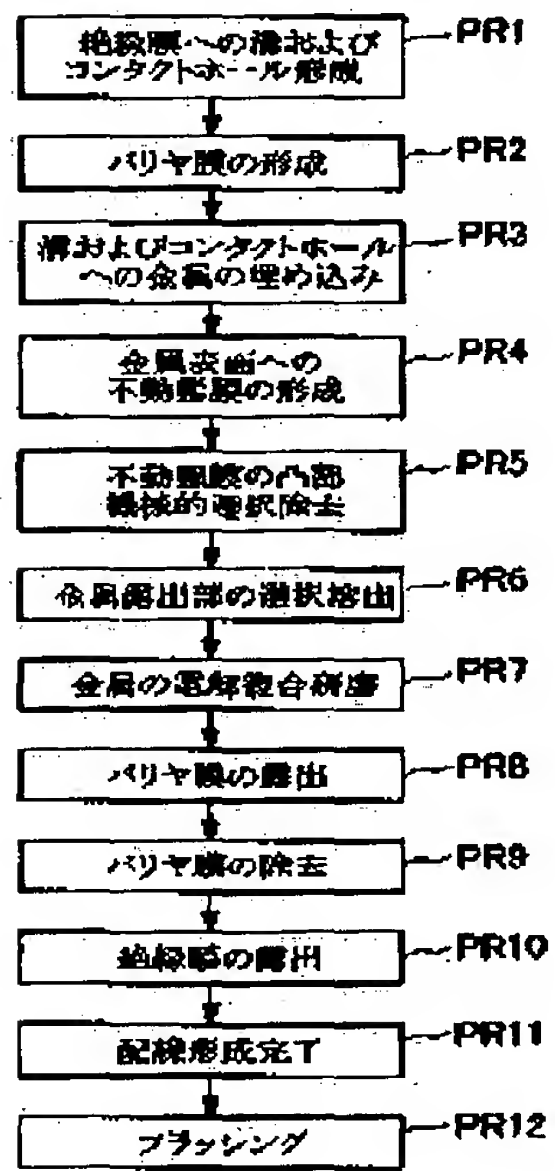 絶縁膜への溝および
コンタクトホール形成
PR1
バリヤ膜の形成
PR2
溝およびコンタクトホール
への金属の埋め込み
PR3
金属表面への
不動態膜の形成
PR4
不動態膜の凸部
機械的選択除去
PR5
金属露出部の選択溶出
PR6
金属の電解複合研磨
PR7
バリヤ膜の露出
PR8
バリヤ膜の除去
PR9
絶縁膜の露出
PR10
配線形成完了
PR11
フラッシング
PR12